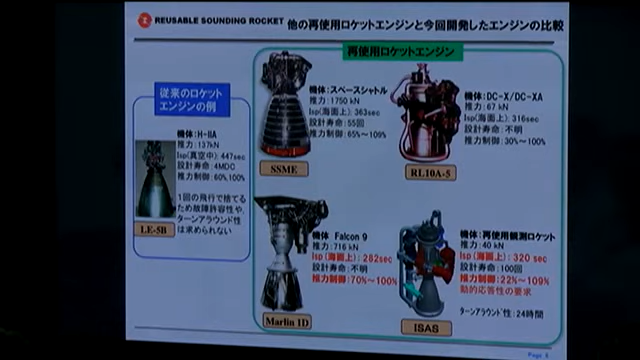 REUSABLE SOUNDING ROCKET
他の再使用ロケットエンジンと今回開発したエンジンの比較
再使用ロケットエンジン
従来のロケット
エンジンの例
機体:H-IIA
推力:137kN
Isp(真空中):447sec
設計寿命:4MDC
推力制御:60%,100%
1回の飛行で捨てる
ため故障許容性や、
ターンアラウンド性
は求められない
LE-5B
機体:スペースシャトル
推力:1750 kN
Isp(海面上):363sec
設計寿命:55回
推力制御:65%~109%
SSME
機体:DC-X/DC-XA
推力:67 kN
Isp(海面上):316sec
設計寿命:不明
推力制御:30%~100%
RL10A-5
機体 Falcon 9
推力:716 kN
Isp(海面上):282sec
設計寿命:不明
推力制御:70%~100%
Marlin 1D
機体:再使用観測ロケット
推力:40 kN
Isp(海面上):320 sec
設計寿命:100回
推力制御:22%~109%
動的応答性の要求
ターンアラウンド性:24時間
ISAS
Page 6